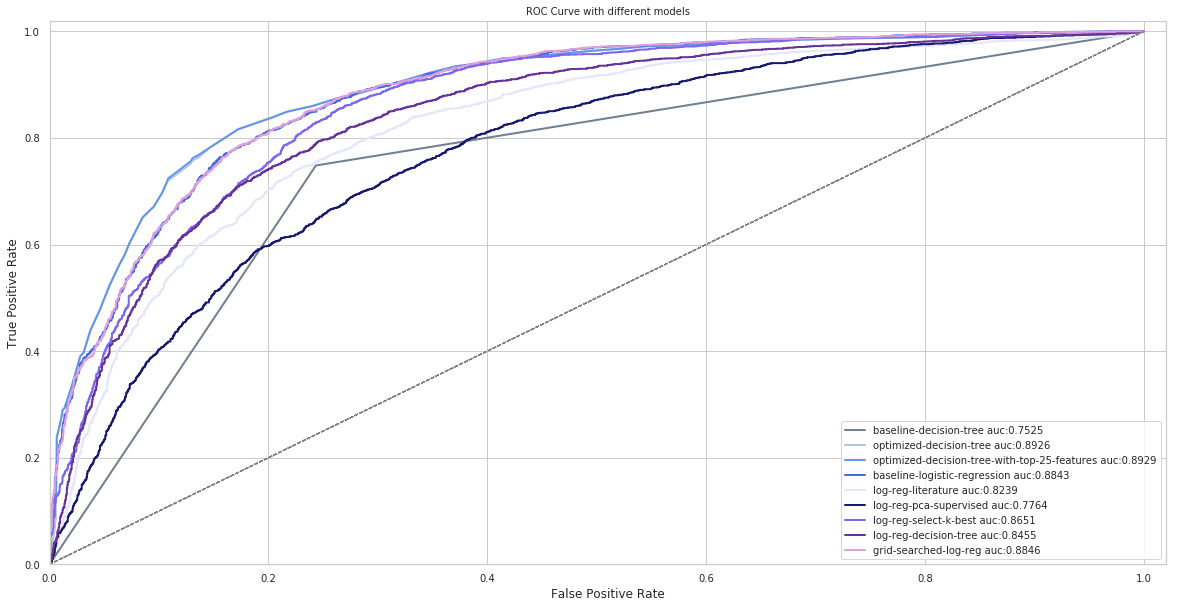 ROC Curve with different models
True Positive Rate
1.0
0.8
0.6
0.4
0.2
0.0
baseline-decision-tree auc:0.7525
optimized-decision-tree auc:0.8926
optimized-decision-tree-with-top-25-features auc:0.8929
baseline-logistic-regression auc:0.8843
log-reg-literature auc:0.8239
log-reg-pca-supervised auc:0.7764
log-reg-select-k-best auc:0.8651
log-reg-decision-tree auc:0.8455
grid-searched-log-reg auc:0.8846
0.0 0.2 0.4 0.6 0.8 1.0
False Positive Rate